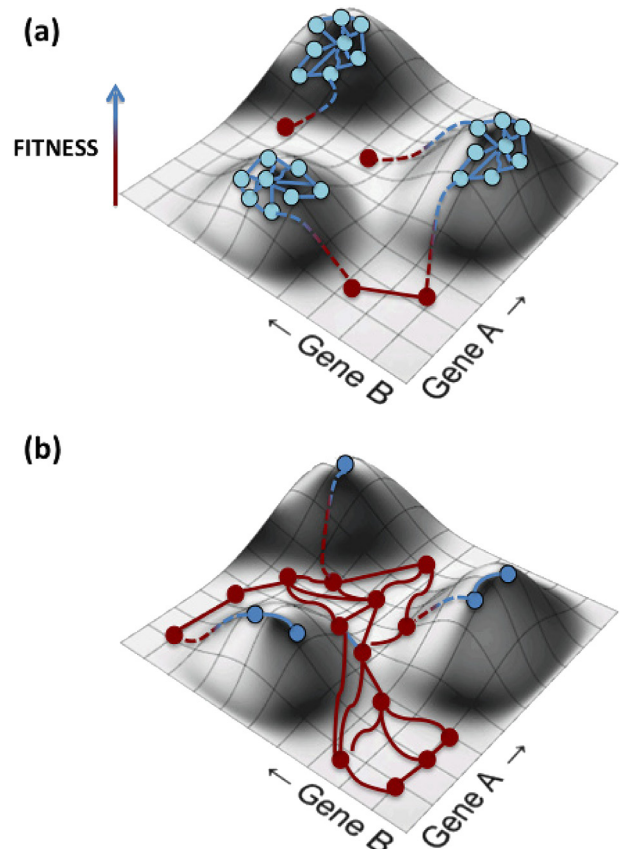 (a)
FITNESS
← Gene B
Gene A →
(b)
← Gene B
Gene A →